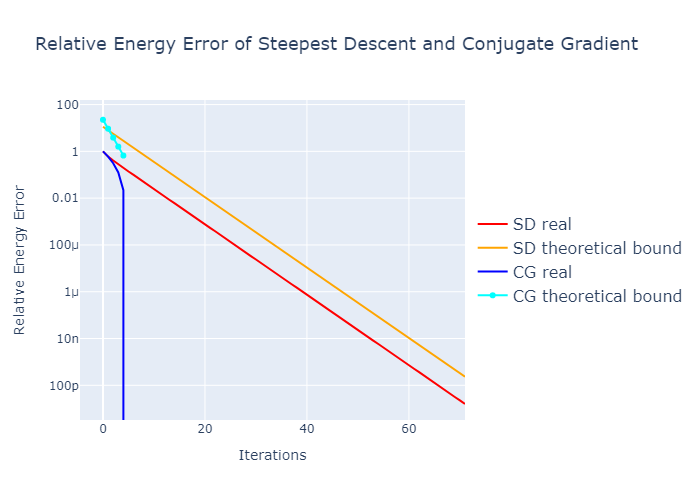 Relative Energy Error of Steepest Descent and Conjugate Gradient
100
1
0.01
100μ
1μ
10n
100p
Relative Energy Error
0 20 40 60
Iterations
SD real
SD theoretical bound
CG real
CG theoretical bound